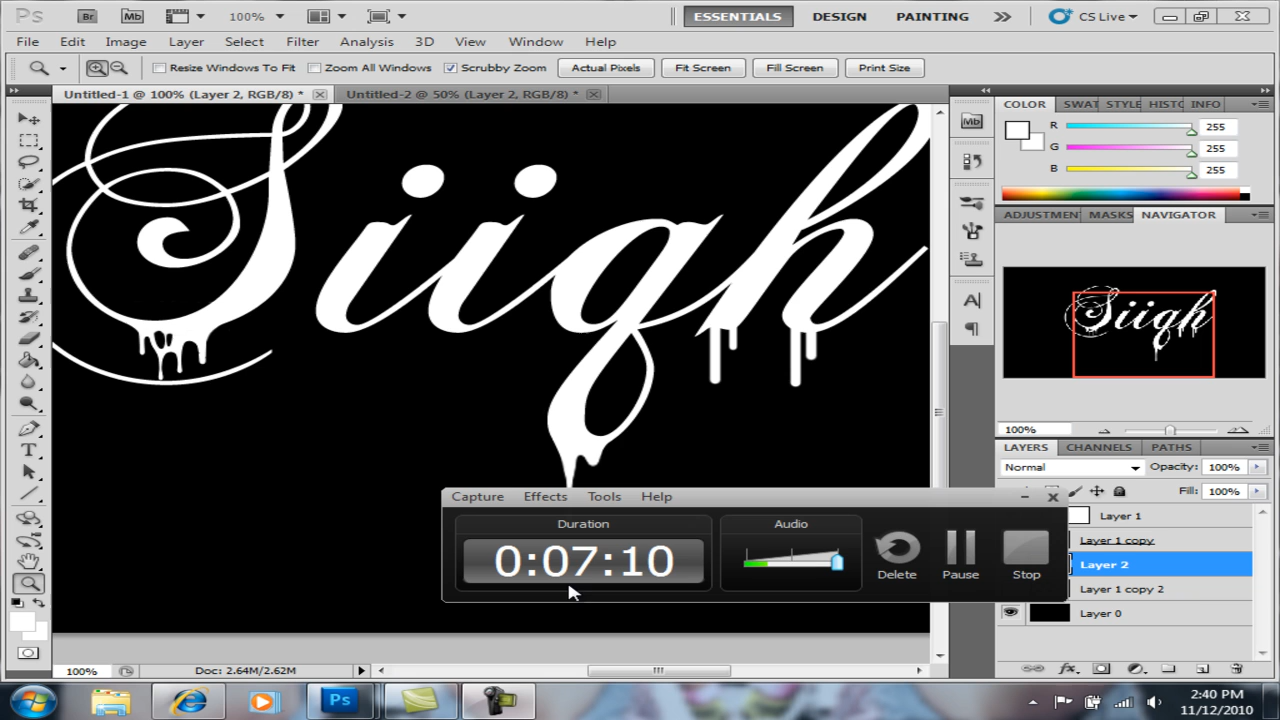 Ps Br Mb 100% ESSENTIALS DESIGN PAINTING CS Live
File Edit Image Layer Select Filter Analysis 3D View Window Help
Resize Windows To Fit Zoom All Windows Scrubby Zoom Actual Pixels Fit Screen Fill Screen Print Size
Untitled-1 @ 100% (Layer 2, RGB/8) * Untitled-2 @ 50% (Layer 2, RGB/8) *
COLOR SWAT STYLE HISTC INFO
Mb
R 255
G 255
B 255
ADJUSTMEN MASKS NAVIGATOR
Siiqh
Siiqh
100%
LAYERS CHANNELS PATHS
Normal Opacity: 100%
Fill: 100%
Layer 1
Layer 1 copy
Layer 2
Layer 1 copy 2
Layer 0
Capture Effects Tools Help
Duration Audio
0:07:10
Delete Pause Stop
100% Doc: 2.64M/2.62M
Ps
2:40 PM
11/12/2010